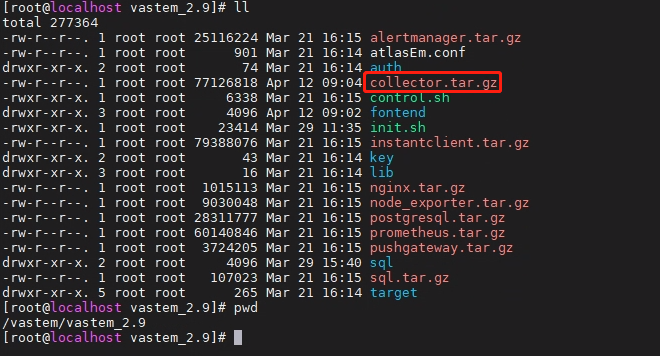 [root@localhost vastem_2.9]# ll
total 277364
-rw-r--r--. 1 root root 25116224 Mar 21 16:15 alertmanager.tar.gz
-rw-r--r--. 1 root root      901 Mar 21 16:14 atlasEm.conf
drwxr-xr-x. 2 root root       74 Mar 21 16:14 auth
-rw-r--r--. 1 root root 77126818 Apr 12 09:04 collector.tar.gz
-rwxr-xr-x. 1 root root     6338 Mar 21 16:15 control.sh
drwxr-xr-x. 3 root root     4096 Apr 12 09:02 fontend
-rwxr-xr-x. 1 root root    23414 Mar 29 11:35 init.sh
-rw-r--r--. 1 root root 79388076 Mar 21 16:15 instantclient.tar.gz
drwxr-xr-x. 2 root root       43 Mar 21 16:14 key
drwxr-xr-x. 3 root root       16 Mar 21 16:14 lib
-rw-r--r--. 1 root root  1015113 Mar 21 16:15 nginx.tar.gz
-rw-r--r--. 1 root root  9030048 Mar 21 16:15 node_exporter.tar.gz
-rw-r--r--. 1 root root 28311777 Mar 21 16:15 postgresql.tar.gz
-rw-r--r--. 1 root root 60140846 Mar 21 16:15 prometheus.tar.gz
-rw-r--r--. 1 root root  3724205 Mar 21 16:15 pushgateway.tar.gz
drwxr-xr-x. 2 root root     4096 Mar 29 15:40 sql
-rw-r--r--. 1 root root   107023 Mar 21 16:15 sql.tar.gz
drwxr-xr-x. 5 root root      265 Mar 21 16:14 target
[root@localhost vastem_2.9]# pwd
/vastem/vastem_2.9
[root@localhost vastem_2.9]#